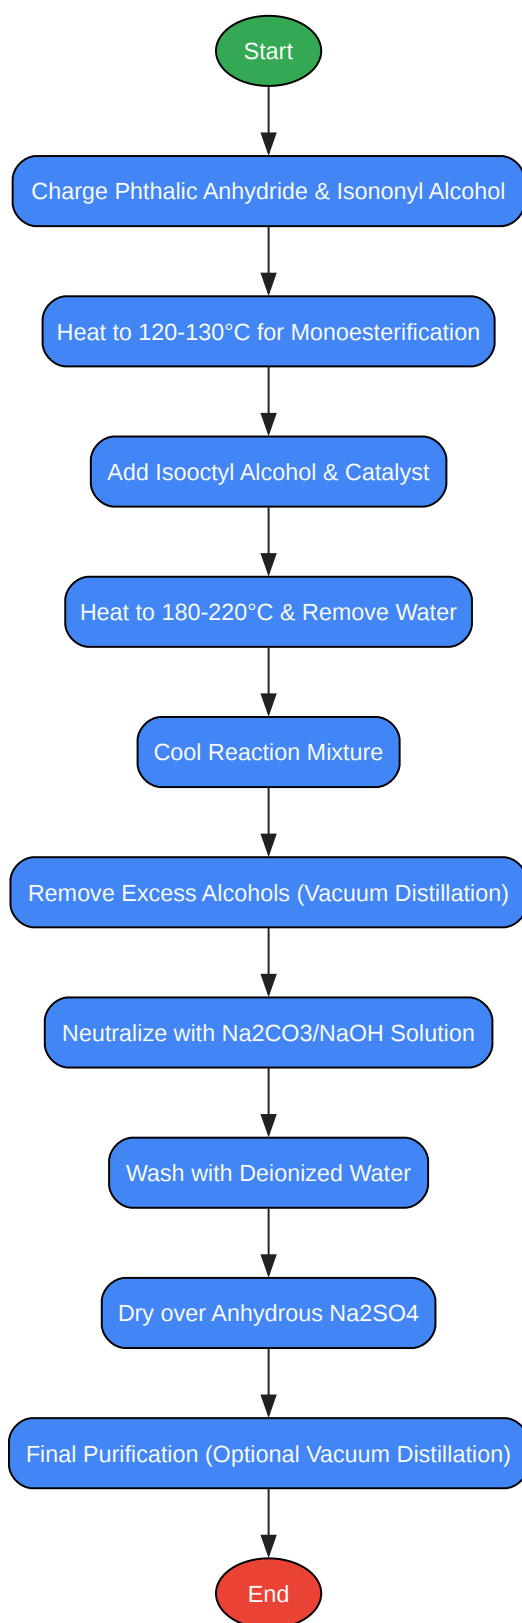 Start
Charge Phthalic Anhydride & Isononyl Alcohol
Heat to 120-130°C for Monoesterification
Add Isooctyl Alcohol & Catalyst
Heat to 180-220°C & Remove Water
Cool Reaction Mixture
Remove Excess Alcohols (Vacuum Distillation)
Neutralize with Na2CO3/NaOH Solution
Wash with Deionized Water
Dry over Anhydrous Na2SO4
Final Purification (Optional Vacuum Distillation)
End